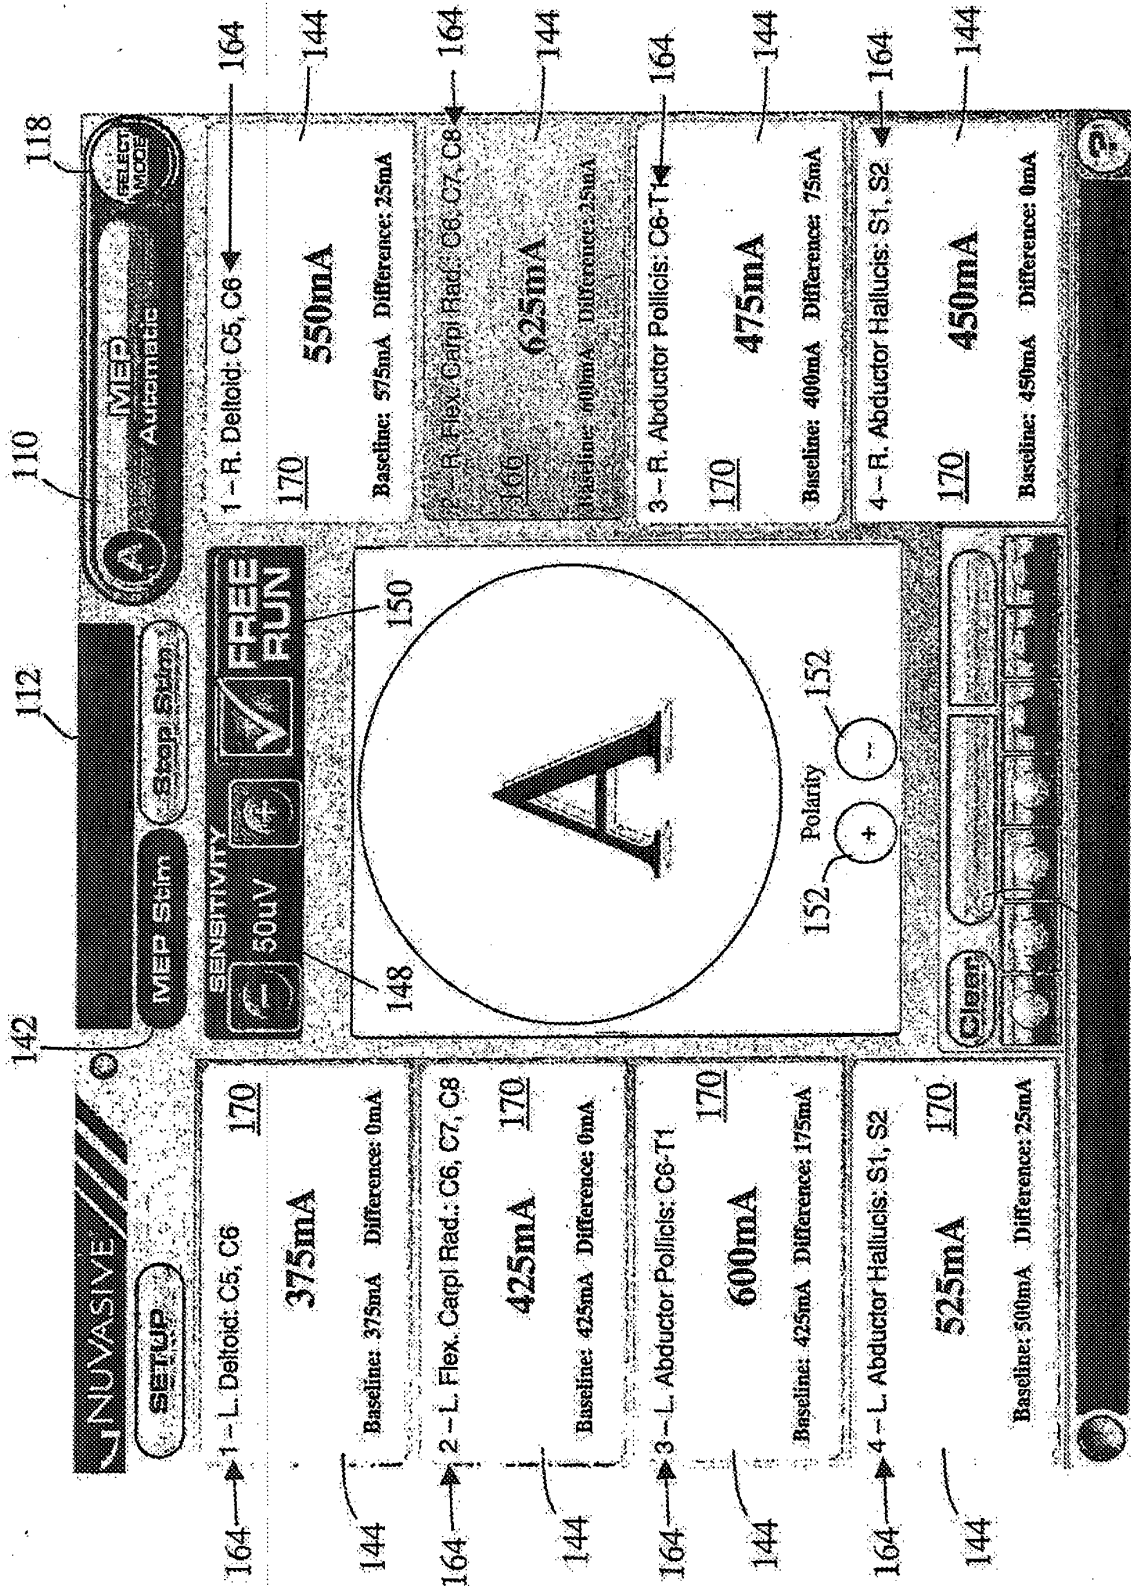 142
112
110
118
NUVASIVE
SETUP
MEP Stim
Stop Stim
A
MEP
Automatic
SELECT
MODE
SENSITIVITY
50uV
FREE
RUN
148
150
164
1 – L. Deltoid: C5, C6
170
375mA
Baseline: 375mA Difference: 0mA
144
164
2 – L. Flex. Carpi Rad.: C6, C7, C8
170
425mA
Baseline: 425mA Difference: 0mA
144
164
3 – L. Abductor Pollicis: C6-T1
170
600mA
Baseline: 425mA Difference: 175mA
144
164
4 – L. Abductor Hallucis: S1, S2
170
525mA
Baseline: 500mA Difference: 25mA
144
A
Polarity
152
+
--
152
Clear
1 – R. Deltoid: C5, C6
164
170
550mA
Baseline: 575mA Difference: 25mA
144
2 – R. Flex. Carpi Rad.: C6, C7, C8
164
166
625mA
Baseline: 600mA Difference: 25mA
144
3 – R. Abductor Pollicis: C6-T1
164
170
475mA
Baseline: 400mA Difference: 75mA
144
4 – R. Abductor Hallucis: S1, S2
164
170
450mA
Baseline: 450mA Difference: 0mA
144
?